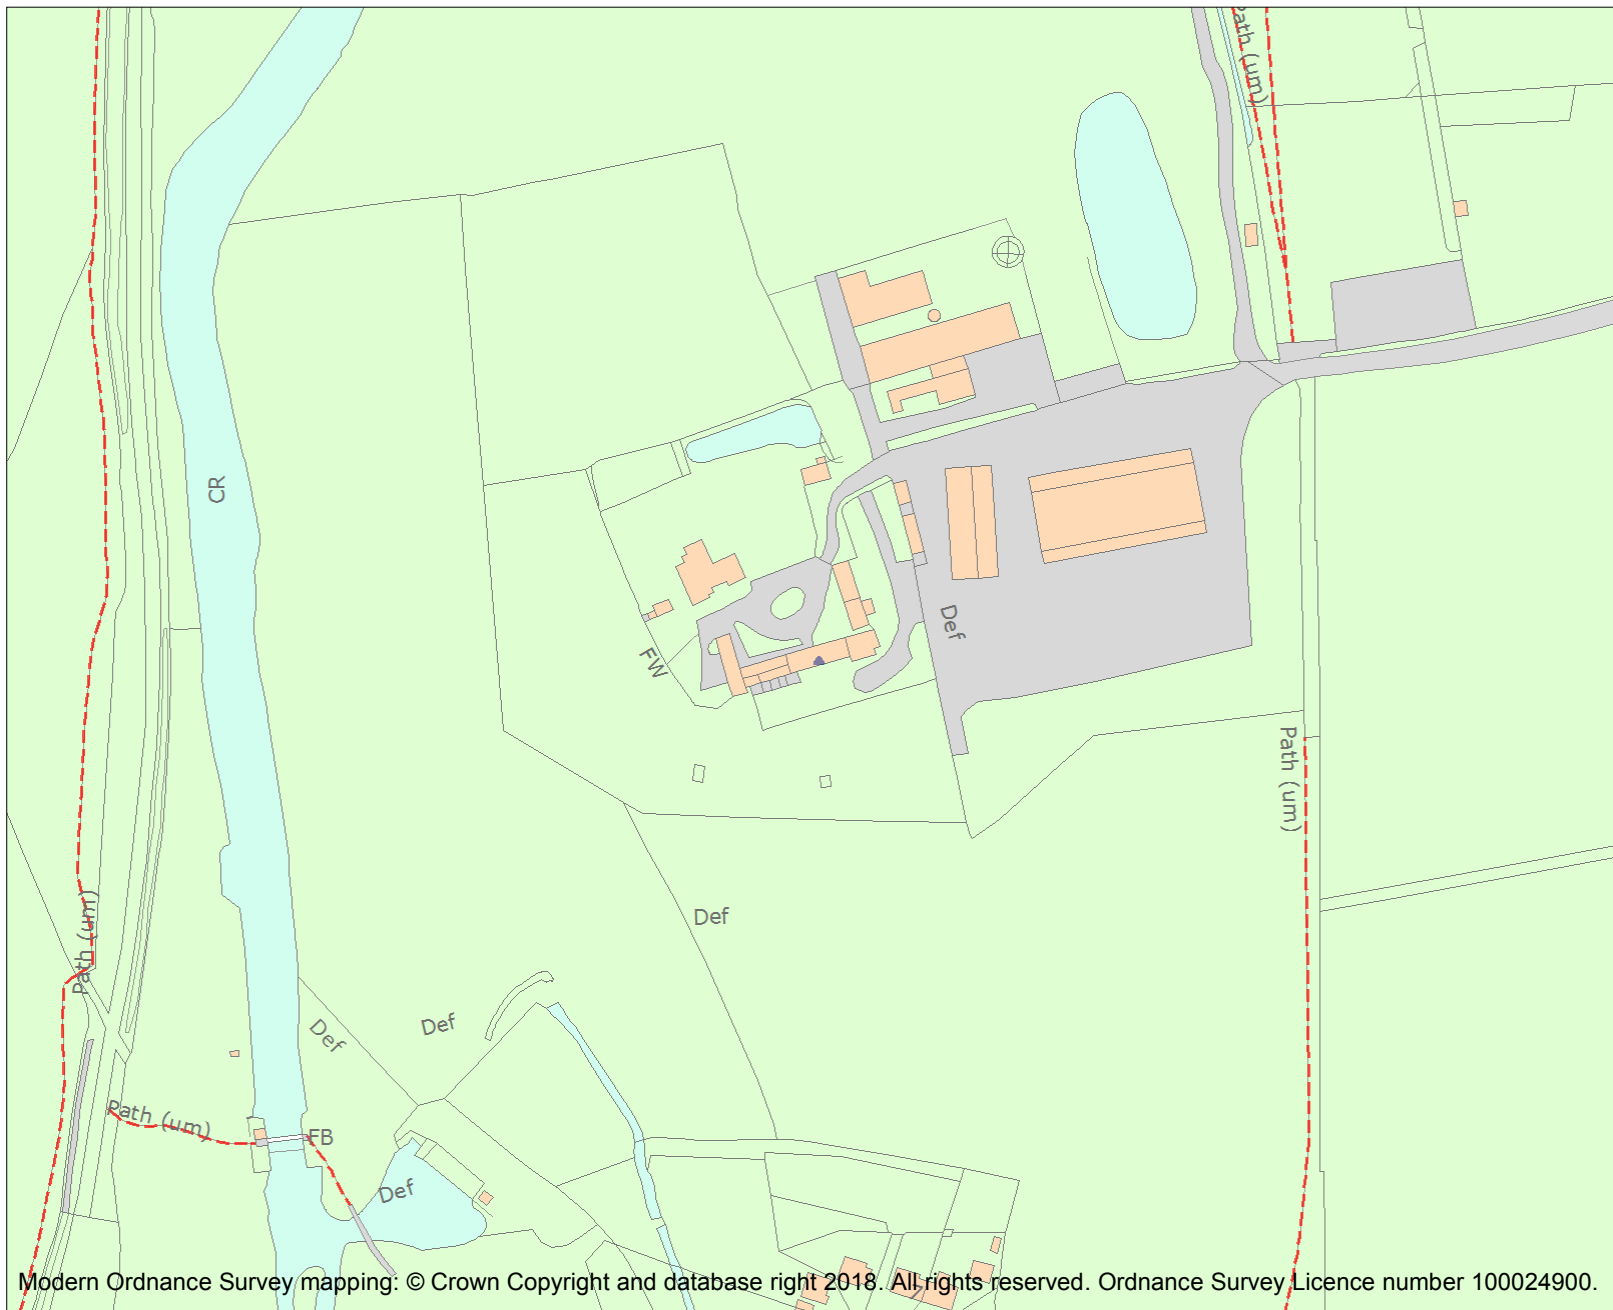 Path (um)
CR
FW
Def
Path (um)
Path (um)
Def
Def
Def
Path (um)
FB
Def
7
Modern Ordnance Survey mapping: © Crown Copyright and database right 2018. All rights reserved. Ordnance Survey Licence number 100024900.